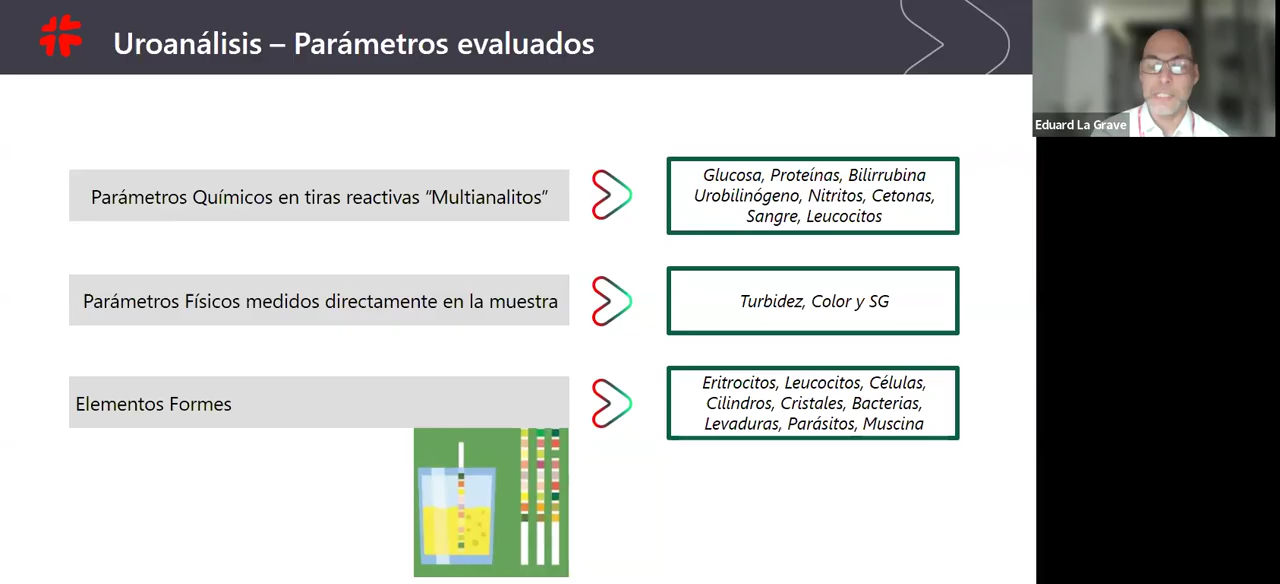 Uroanálisis – Parámetros evaluados
Eduard La Grave
Parámetros Químicos en tiras reactivas “Multianalitos”
Glucosa, Proteínas, Bilirrubina
Urobilinógeno, Nitritos, Cetonas,
Sangre, Leucocitos
Parámetros Físicos medidos directamente en la muestra
Turbidez, Color y SG
Elementos Formes
Eritrocitos, Leucocitos, Células,
Cilindros, Cristales, Bacterias,
Levaduras, Parásitos, Muscina